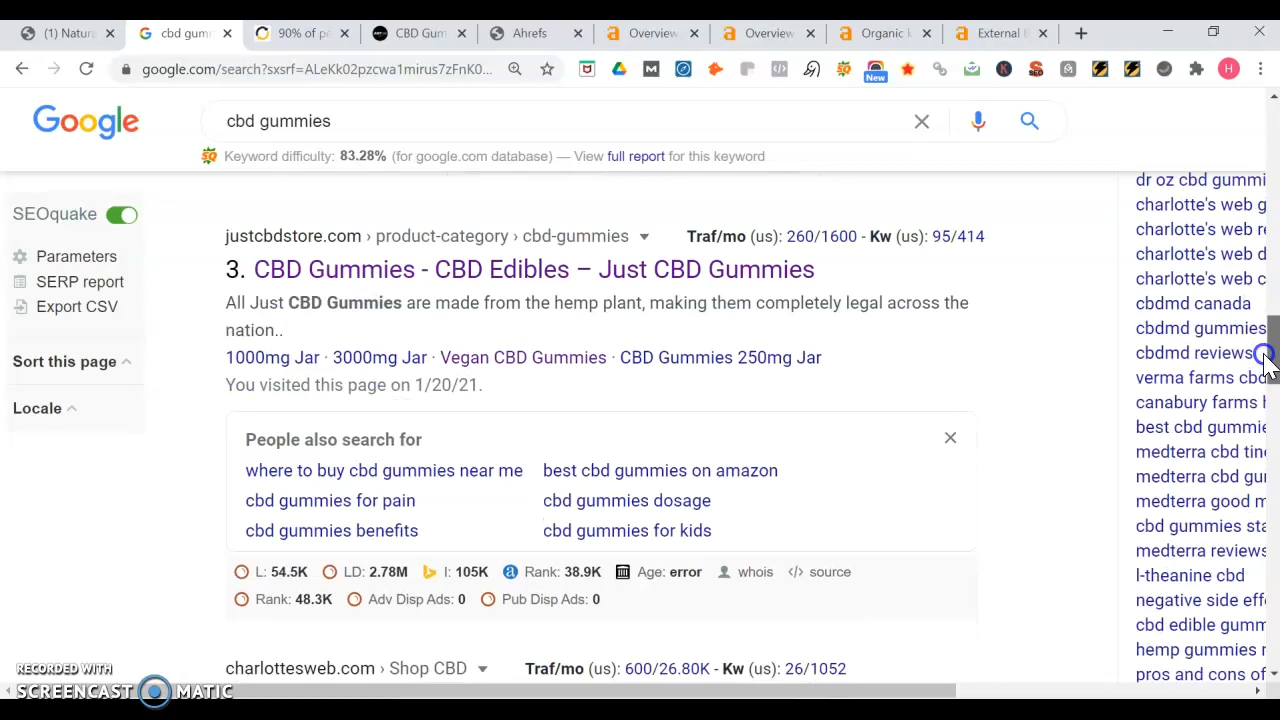 (1) Natur
cbd gum
90% of pe
CBD Gum
Ahrefs
Overview
Overview
Organic k
External B
google.com/search?sxsrf=ALeKk02pzcwa1mirus7zFnK0...
New
H
Google
cbd gummies
Keyword difficulty: 83.28% (for google.com database) — View full report for this keyword
SEOquake
Parameters
SERP report
Export CSV
Sort this page
Locale
justcbdstore.com › product-category › cbd-gummies
Traf/mo (us): 260/1600 - Kw (us): 95/414
3. CBD Gummies - CBD Edibles – Just CBD Gummies
All Just CBD Gummies are made from the hemp plant, making them completely legal across the
nation..
1000mg Jar · 3000mg Jar · Vegan CBD Gummies · CBD Gummies 250mg Jar
You visited this page on 1/20/21.
People also search for
where to buy cbd gummies near me
best cbd gummies on amazon
cbd gummies for pain
cbd gummies dosage
cbd gummies benefits
cbd gummies for kids
L: 54.5K LD: 2.78M I: 105K Rank: 38.9K Age: error whois source
Rank: 48.3K Adv Disp Ads: 0 Pub Disp Ads: 0
charlottesweb.com › Shop CBD
Traf/mo (us): 600/26.80K - Kw (us): 26/1052
dr oz cbd gummi
charlotte's web g
charlotte's web re
charlotte's web d
charlotte's web c
cbdmd canada
cbdmd gummies
cbdmd reviews
verma farms cbd
canabury farms h
best cbd gummie
medterra cbd tin
medterra cbd gu
medterra good m
cbd gummies sta
medterra reviews
l-theanine cbd
negative side eff
cbd edible gumm
hemp gummies r
pros and cons of
RECORDED WITH
SCREENCAST MATIC